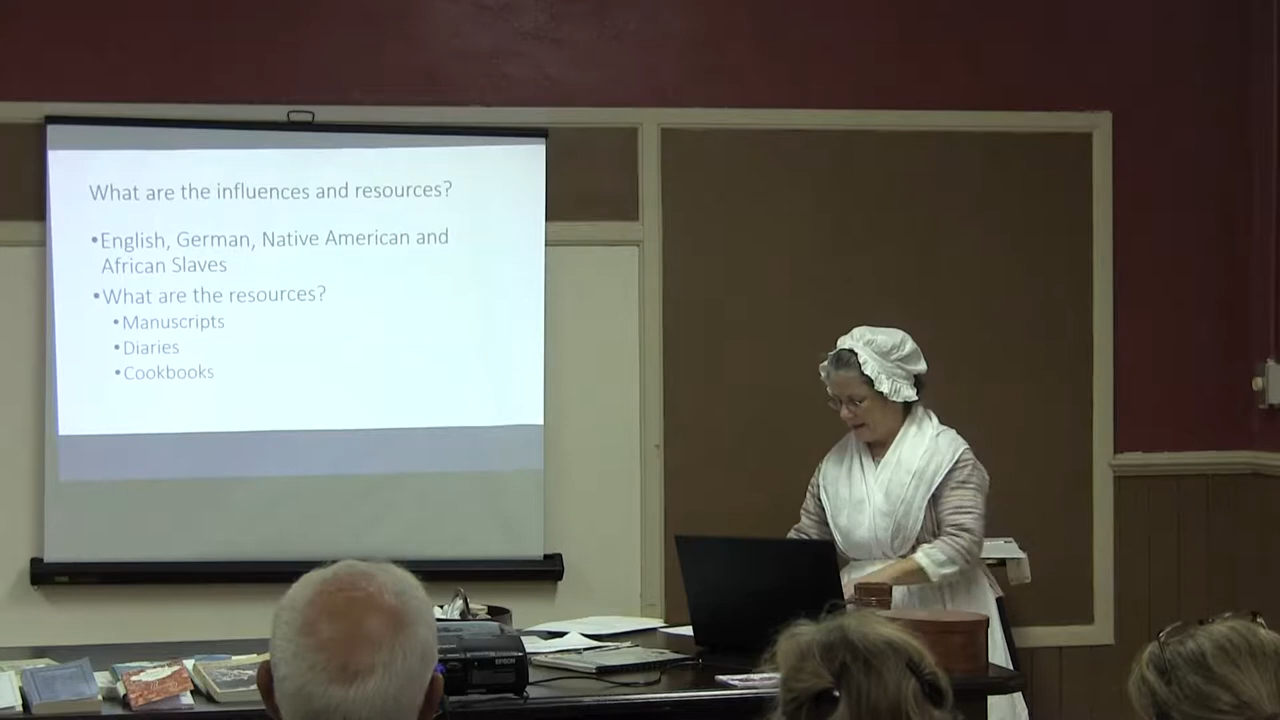 What are the influences and resources?
•English, German, Native American and
African Slaves
•What are the resources?
•Manuscripts
•Diaries
•Cookbooks
EPSON